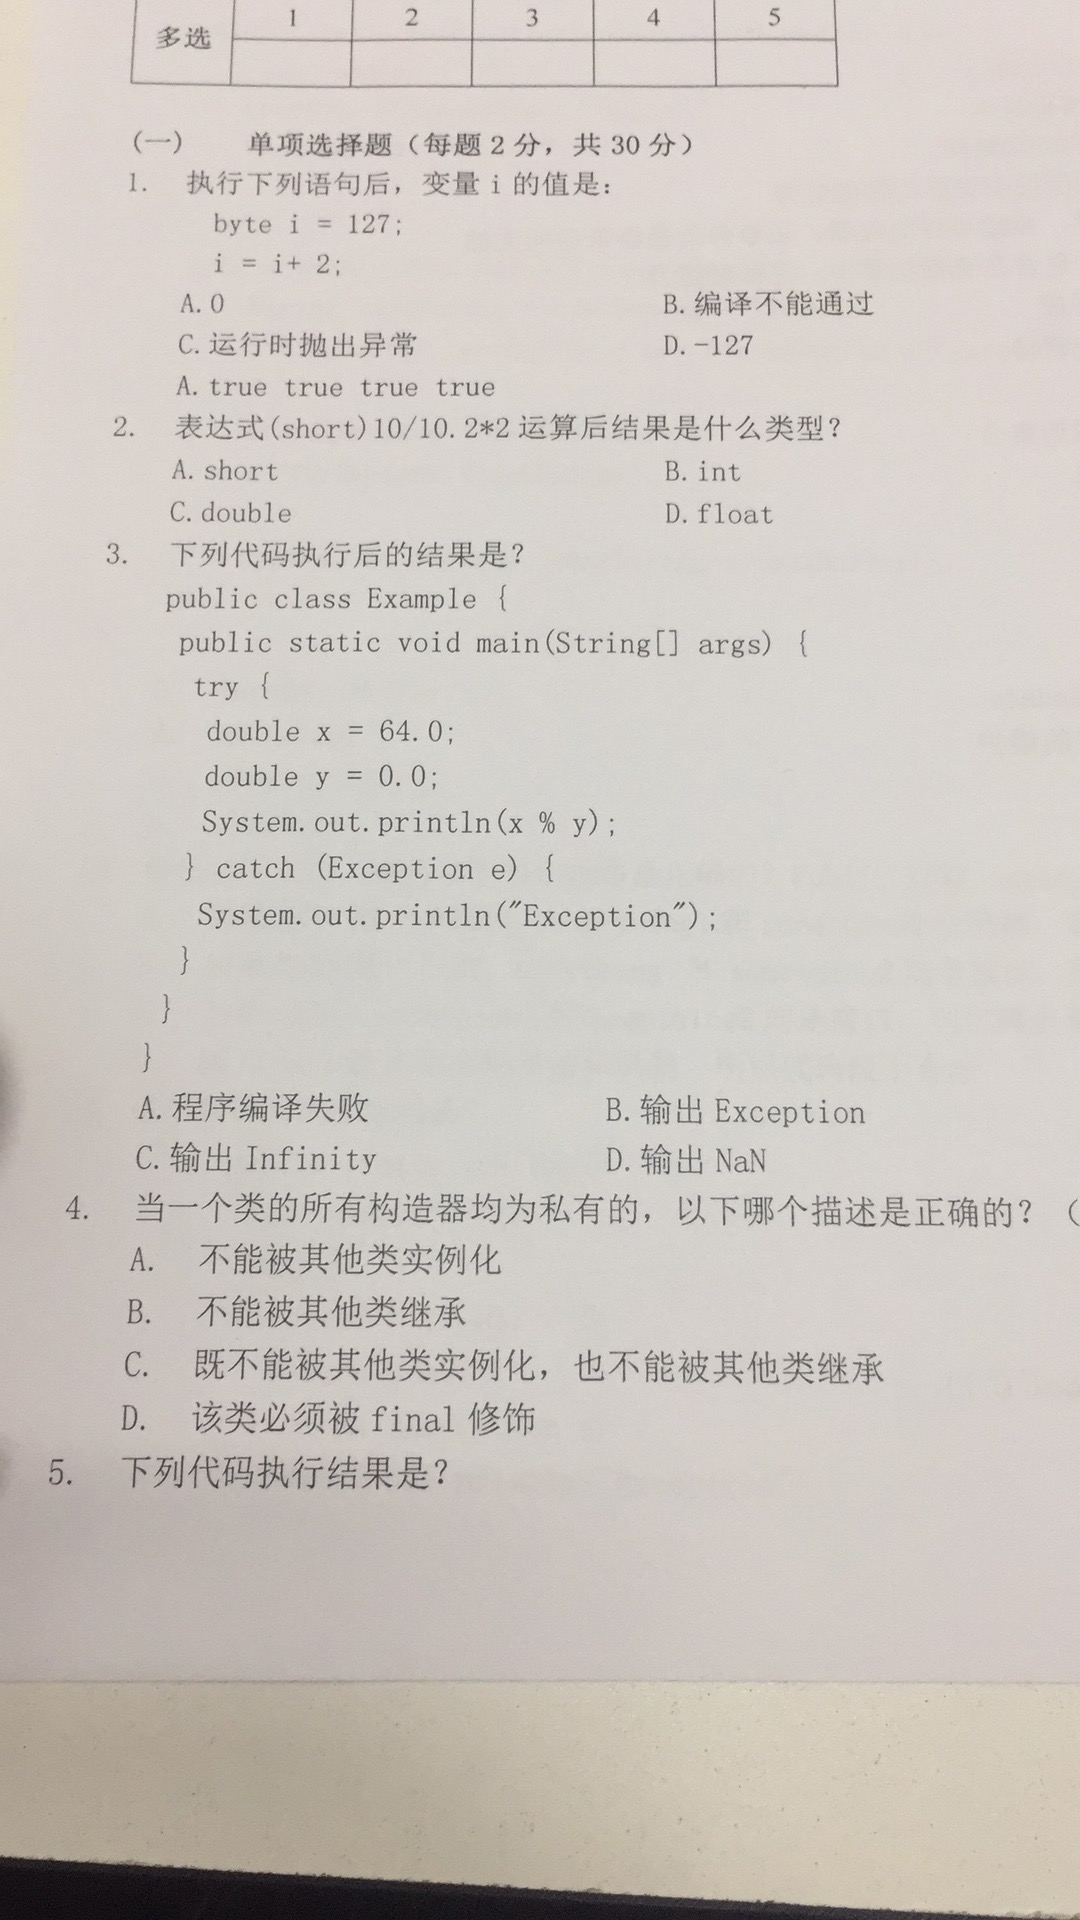 多选 1 2 3 4 5
(一) 单项选择题（每题2分，共30分）
1. 执行下列语句后，变量 i 的值是：
byte i = 127;
i = i+ 2;
A. 0 B. 编译不能通过
C. 运行时抛出异常 D. -127
A. true true true true
2. 表达式(short)10/10.2*2 运算后结果是什么类型？
A. short B. int
C. double D. float
3. 下列代码执行后的结果是？
public class Example {
public static void main(String[] args) {
try {
double x = 64.0;
double y = 0.0;
System.out.println(x % y);
} catch (Exception e) {
System.out.println("Exception");
}
}
}
A. 程序编译失败 B. 输出 Exception
C. 输出 Infinity D. 输出 NaN
4. 当一个类的所有构造器均为私有的，以下哪个描述是正确的？（
A. 不能被其他类实例化
B. 不能被其他类继承
C. 既不能被其他类实例化，也不能被其他类继承
D. 该类必须被 final 修饰
5. 下列代码执行结果是？